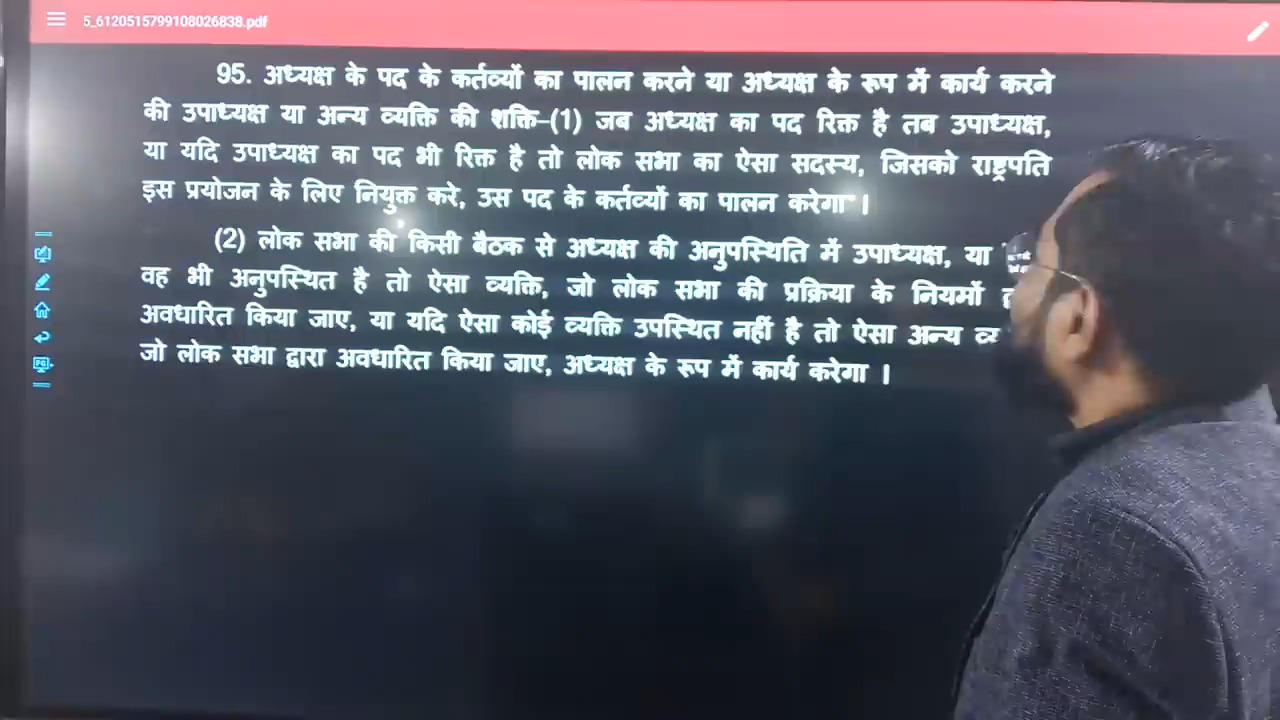 5_6120515799108026838.pdf
95. अध्यक्ष के पद के कर्तव्यों का पालन करने या अध्यक्ष के रूप में कार्य करने
की उपाध्यक्ष या अन्य व्यक्ति की शक्ति–(1) जब अध्यक्ष का पद रिक्त है तब उपाध्यक्ष,
या यदि उपाध्यक्ष का पद भी रिक्त है तो लोक सभा का ऐसा सदस्य, जिसको राष्ट्रपति
इस प्रयोजन के लिए नियुक्त करे, उस पद के कर्तव्यों का पालन करेगा ।
(2) लोक सभा की किसी बैठक से अध्यक्ष की अनुपस्थिति में उपाध्यक्ष, या
वह भी अनुपस्थित है तो ऐसा व्यक्ति, जो लोक सभा की प्रक्रिया के नियमों
अवधारित किया जाए, या यदि ऐसा कोई व्यक्ति उपस्थित नहीं है तो ऐसा अन्य
जो लोक सभा द्वारा अवधारित किया जाए, अध्यक्ष के रूप में कार्य करेगा ।